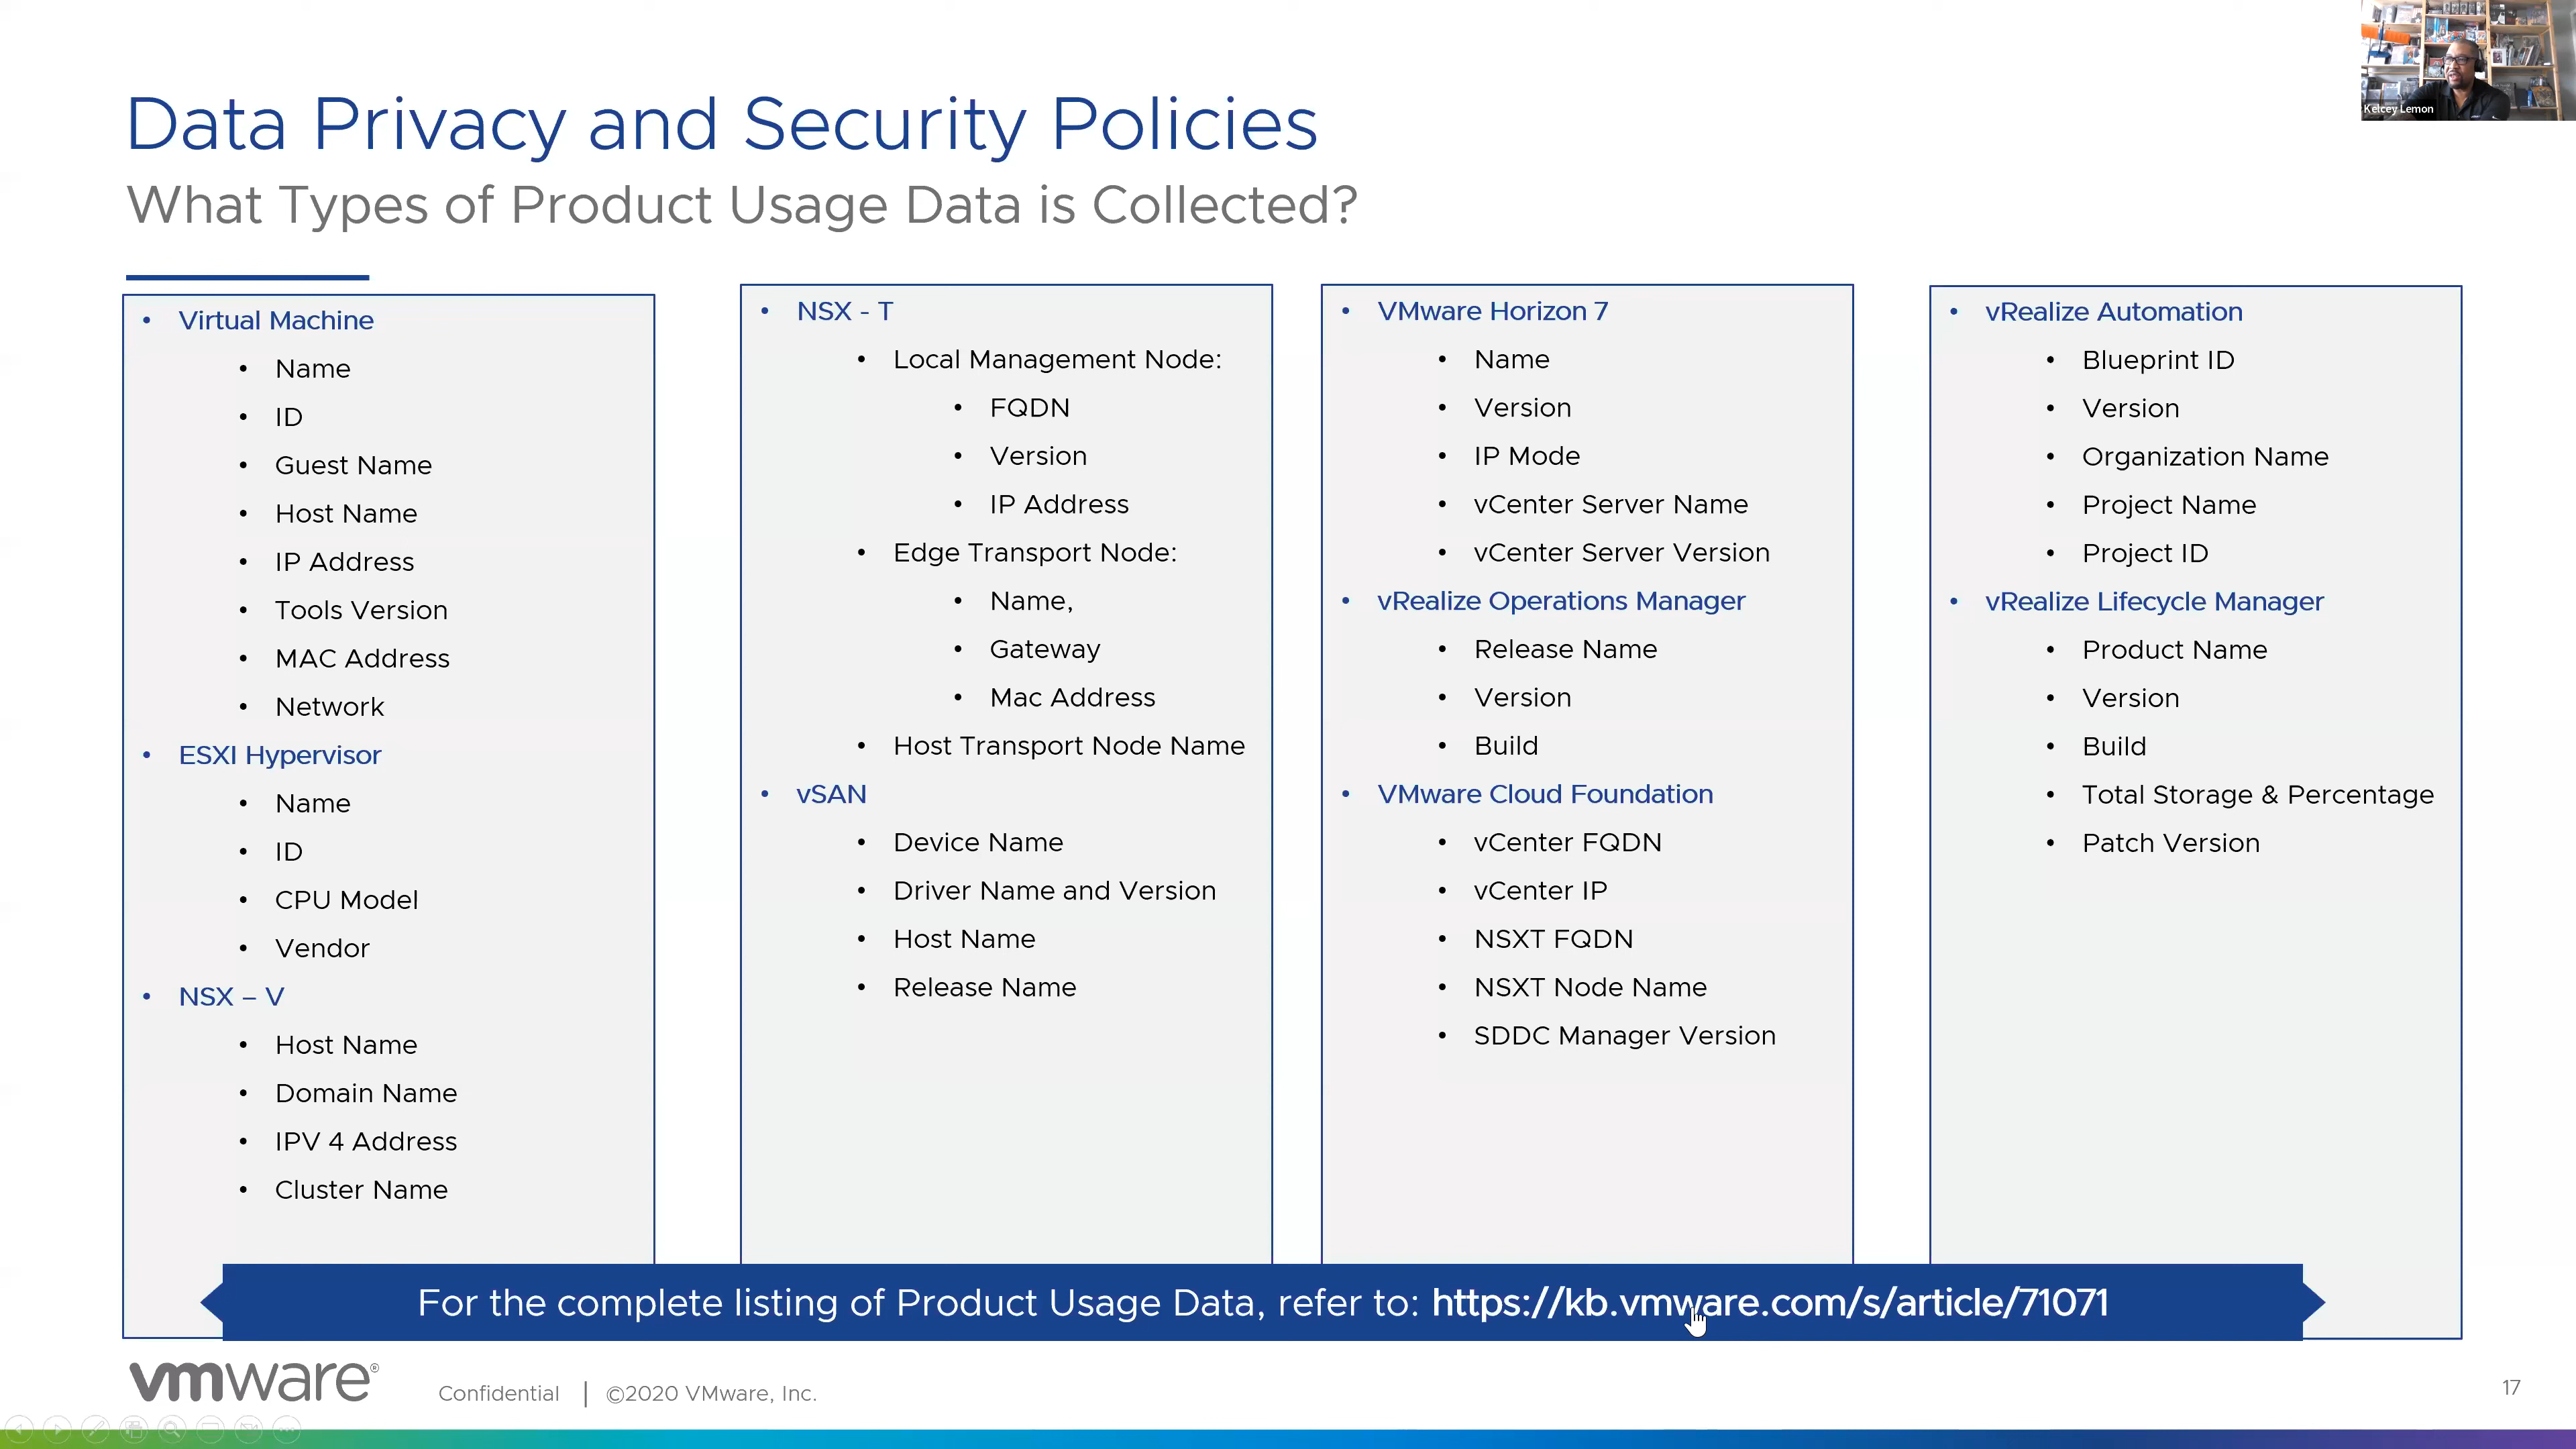 Kelcey Lemon
Data Privacy and Security Policies
What Types of Product Usage Data is Collected?
• Virtual Machine
• Name
• ID
• Guest Name
• Host Name
• IP Address
• Tools Version
• MAC Address
• Network
• ESXI Hypervisor
• Name
• ID
• CPU Model
• Vendor
• NSX – V
• Host Name
• Domain Name
• IPV 4 Address
• Cluster Name
• NSX - T
• Local Management Node:
• FQDN
• Version
• IP Address
• Edge Transport Node:
• Name,
• Gateway
• Mac Address
• Host Transport Node Name
• vSAN
• Device Name
• Driver Name and Version
• Host Name
• Release Name
• VMware Horizon 7
• Name
• Version
• IP Mode
• vCenter Server Name
• vCenter Server Version
• vRealize Operations Manager
• Release Name
• Version
• Build
• VMware Cloud Foundation
• vCenter FQDN
• vCenter IP
• NSXT FQDN
• NSXT Node Name
• SDDC Manager Version
• vRealize Automation
• Blueprint ID
• Version
• Organization Name
• Project Name
• Project ID
• vRealize Lifecycle Manager
• Product Name
• Version
• Build
• Total Storage & Percentage
• Patch Version
For the complete listing of Product Usage Data, refer to: https://kb.vmware.com/s/article/71071
vmware® Confidential | ©2020 VMware, Inc. 17